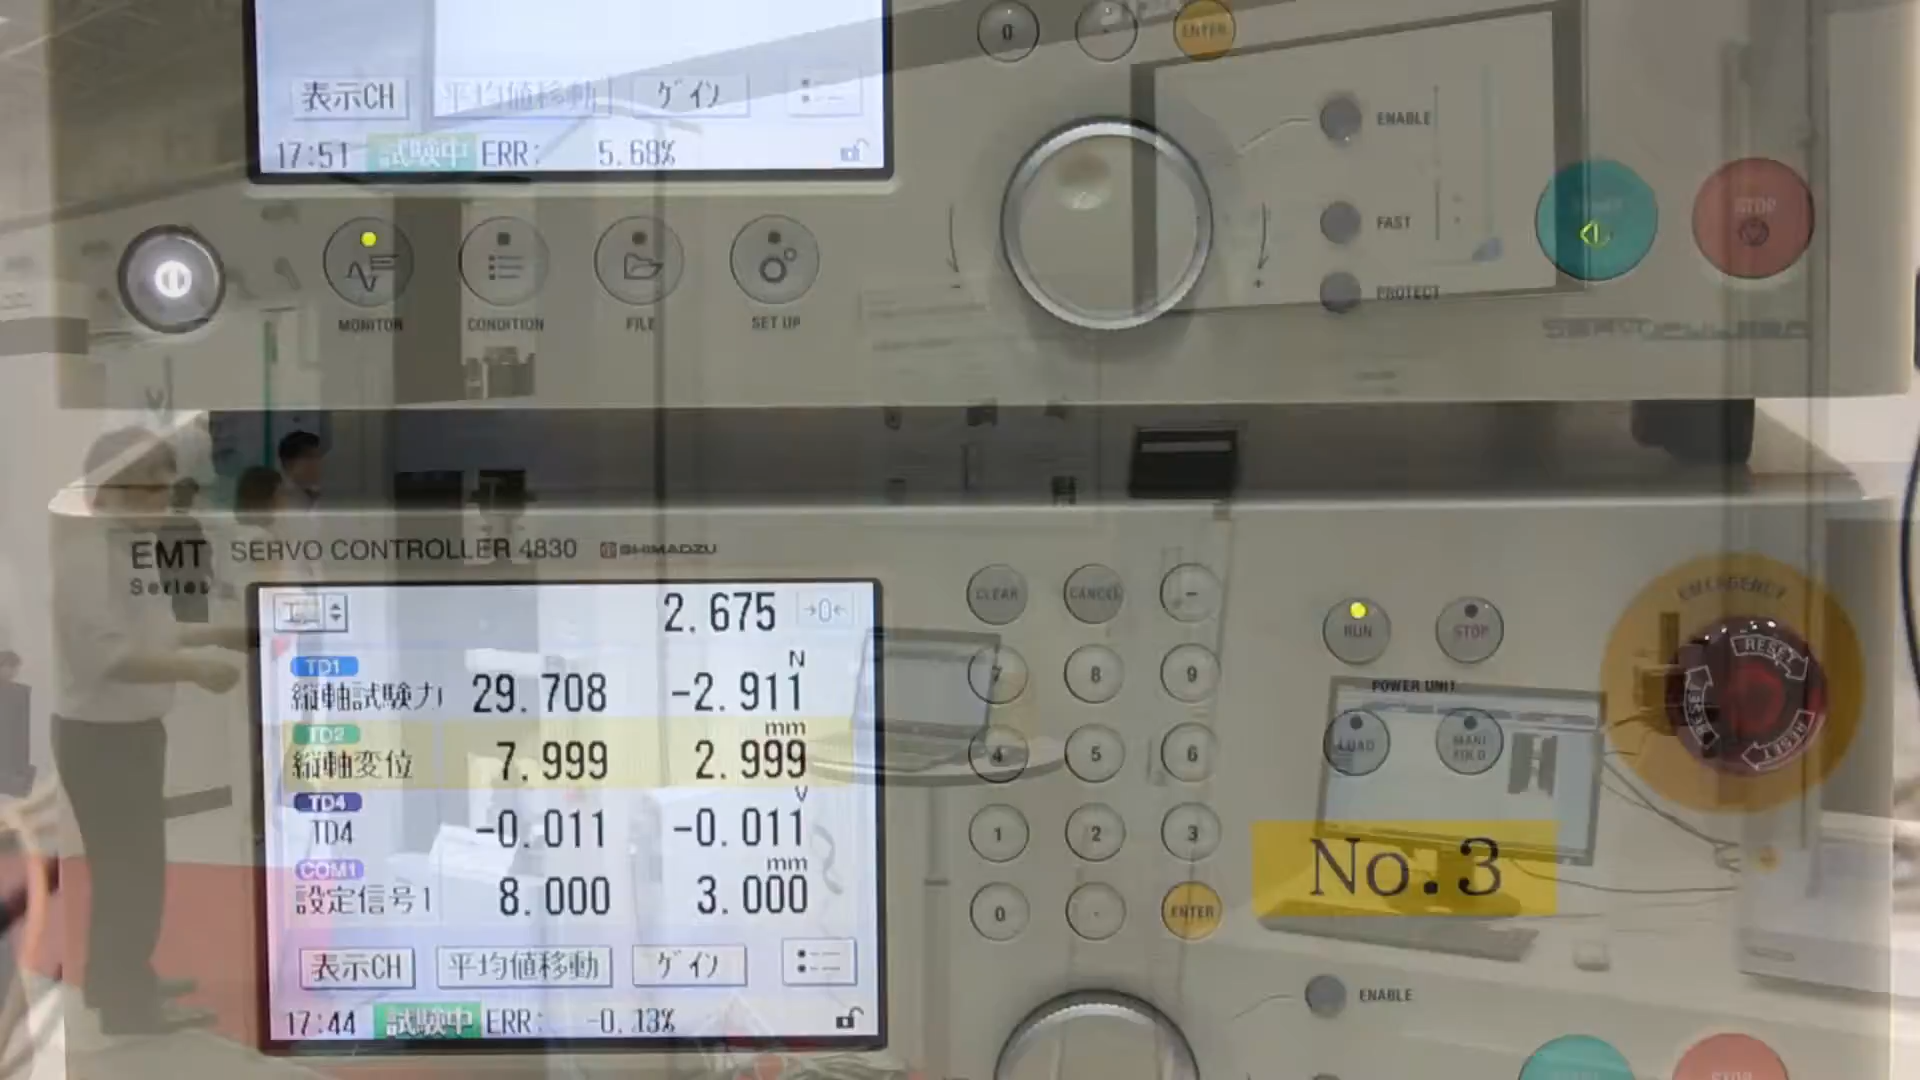 0
ENTER
表示CH 平均値移動 ゲイン
17:51 試験中 ERR: 5.68%
ENABLE
FAST
PROTECT
STOP
MONITOR CONDITION FILE SET UP
EMT Series
SERVO CONTROLLER 4830 SHIMADZU
2.675 →0←
TD1 N
縦軸試験力 29.708 -2.911
TD2 mm
縦軸変位 7.999 2.999
TD4 V
TD4 -0.011 -0.011
COM1 mm
設定信号1 8.000 3.000
表示CH 平均値移動 ゲイン
17:44 試験中 ERR: -0.13%
CLEAR CANCEL -
7 8 9
4 5 6
1 2 3
0 . ENTER
RUN STOP
POWER UNIT
LOAD MANI FOLD
EMERGENCY
RESET RESET RESET
No.3
ENABLE
STOP